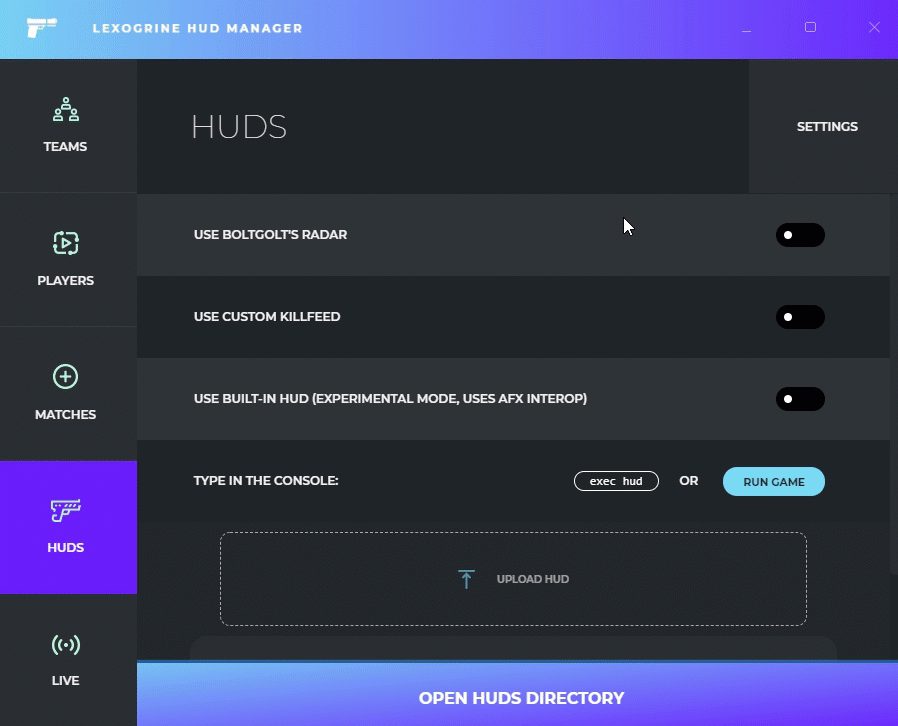 LEXOGRINE HUD MANAGER
TEAMS
PLAYERS
MATCHES
HUDS
LIVE
HUDS
SETTINGS
USE BOLTGOLT'S RADAR
USE CUSTOM KILLFEED
USE BUILT-IN HUD (EXPERIMENTAL MODE, USES AFX INTEROP)
TYPE IN THE CONSOLE: exec hud OR RUN GAME
UPLOAD HUD
OPEN HUDS DIRECTORY